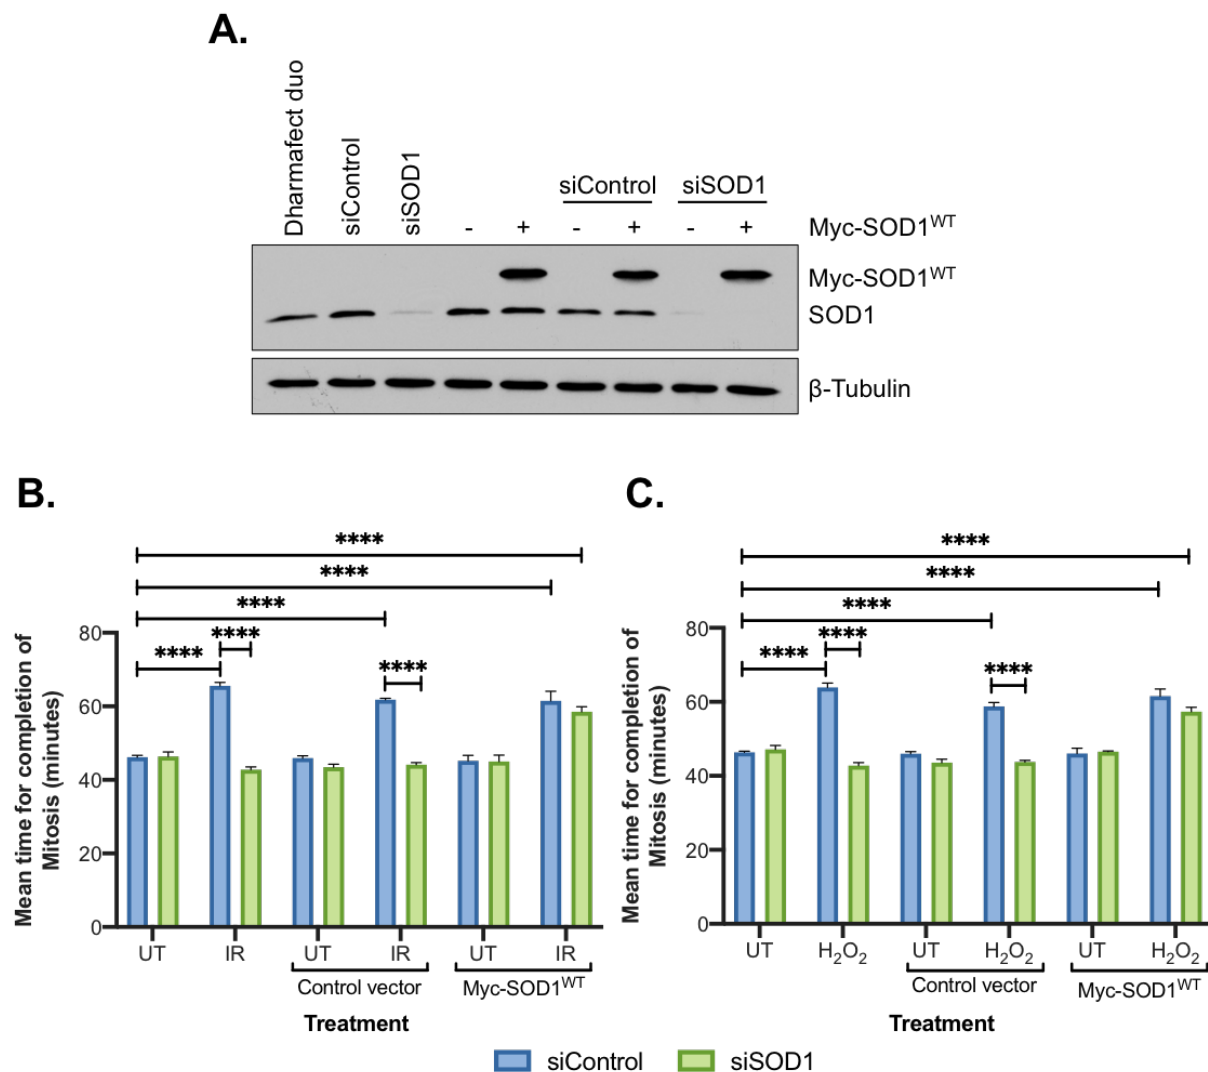 A.
Dharmafect duo
siControl
siSOD1
siControl
siSOD1
- + - + - + Myc-SOD1WT
Myc-SOD1WT
SOD1
β-Tubulin
B.
****
****
****
****
****
****
Mean time for completion of
Mitosis (minutes)
80
60
40
20
0
UT IR UT IR UT IR
Control vector
Myc-SOD1WT
Treatment
C.
****
****
****
****
****
****
Mean time for completion of
Mitosis (minutes)
80
60
40
20
0
UT H2O2 UT H2O2 UT H2O2
Control vector
Myc-SOD1WT
Treatment
siControl siSOD1